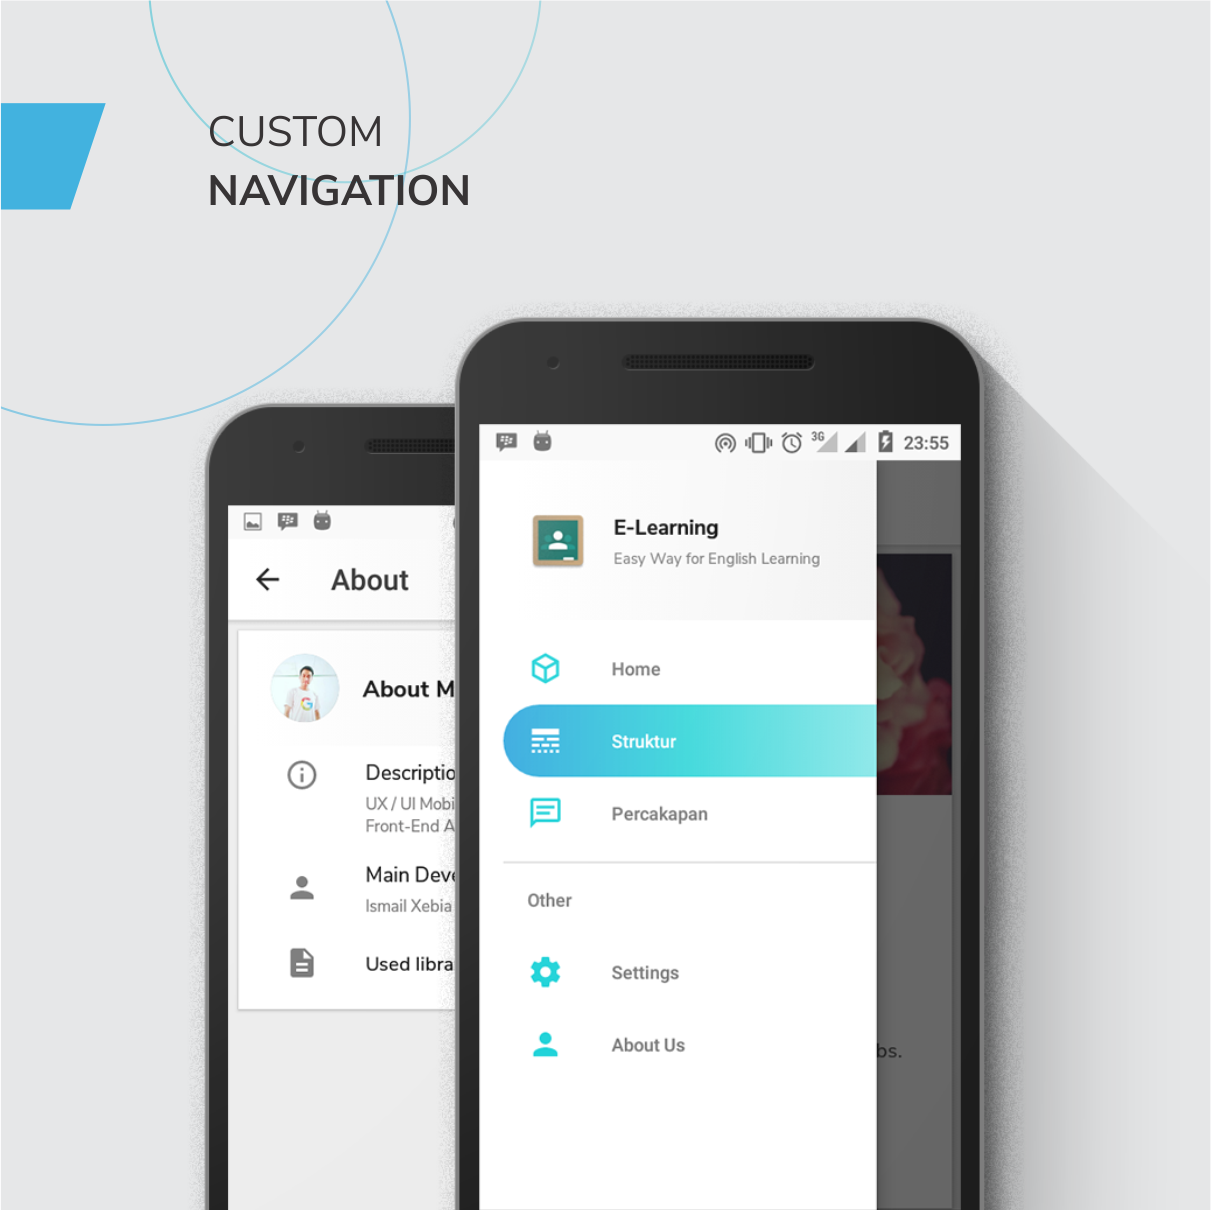 CUSTOM
NAVIGATION
3G
23:55
E-Learning
Easy Way for English Learning
Home
Struktur
Percakapan
Other
Settings
About Us
bs.
About
About M
Descriptio
UX / UI Mobi
Front-End A
Main Deve
Ismail Xebia
Used libra